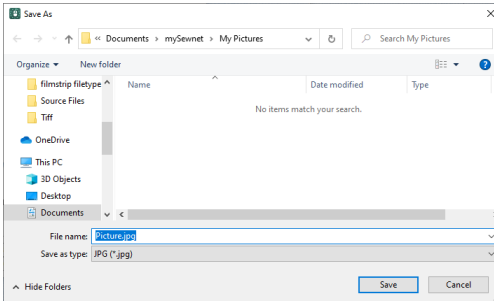 Save As
« Documents › mySewnet › My Pictures
Search My Pictures
Organize
New folder
filmstrip filetype
Source Files
Tiff
OneDrive
This PC
3D Objects
Desktop
Documents
Name
Date modified
Type
No items match your search.
File name: Picture.jpg
Save as type: JPG (*.jpg)
Hide Folders
Save
Cancel